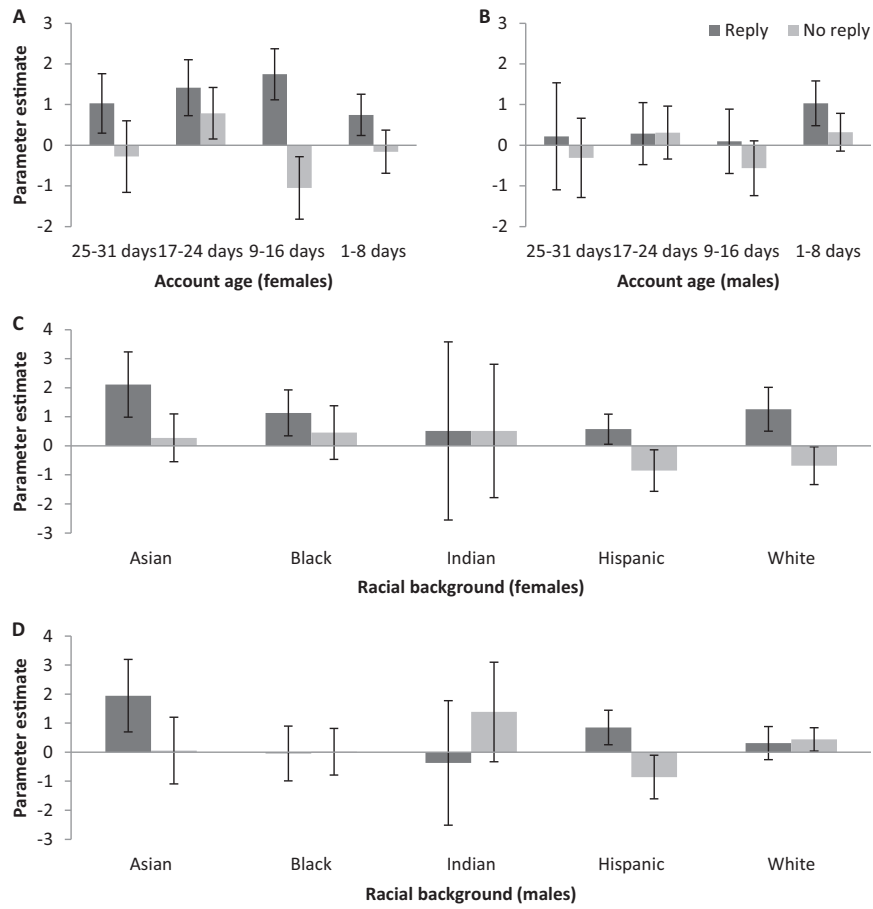 A
3
2
1
0
-1
-2
Parameter estimate
25-31 days 17-24 days 9-16 days 1-8 days
Account age (females)
B
Reply No reply
3
2
1
0
-1
-2
25-31 days 17-24 days 9-16 days 1-8 days
Account age (males)
C
4
3
2
1
0
-1
-2
-3
Parameter estimate
Asian Black Indian Hispanic White
Racial background (females)
D
4
3
2
1
0
-1
-2
-3
Parameter estimate
Asian Black Indian Hispanic White
Racial background (males)